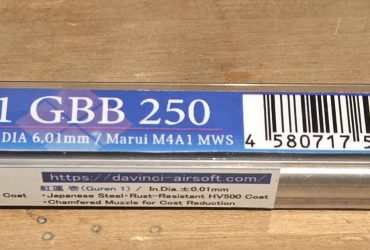 1 GBB 250
DIA 6.01mm / Marui M4A1 MWS
4 580717 5
https://davinci-airsoft.com/
紅蓮 壱 (Guren 1) / In.Dia. ±0.01mm
Coat ・Japanese Steel・Rust-Resistant HV500 Coat
・Chamfered Muzzle for Cost Reduction